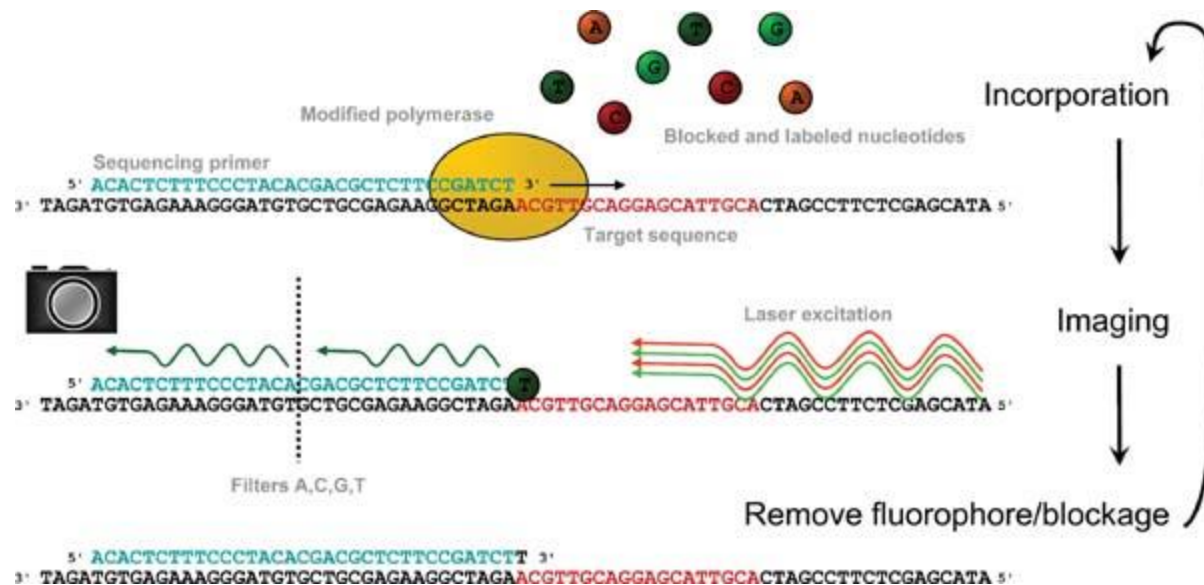 A T G
T G C A
C
Incorporation
Modified polymerase
Blocked and labeled nucleotides
Sequencing primer
5' ACACTCTTTCCCTACACGACGCTCTTCCGATCT 3'
3' TAGATGTGAGAAAGGGATGTGCTGCGAGAAGGCTAGAACGTTGCAGGAGCATTGCACTAGCCTTCTCGAGCATA 5'
Target sequence
Laser excitation
Imaging
5' ACACTCTTTCCCTACACGACGCTCTTCCGATCT T
3' TAGATGTGAGAAAGGGATGTGCTGCGAGAAGGCTAGAACGTTGCAGGAGCATTGCACTAGCCTTCTCGAGCATA 5'
Filters A,C,G,T
Remove fluorophore/blockage
5' ACACTCTTTCCCTACACGACGCTCTTCCGATCTT 3'
3' TAGATGTGAGAAAGGGATGTGCTGCGAGAAGGCTAGAACGTTGCAGGAGCATTGCACTAGCCTTCTCGAGCATA 5'